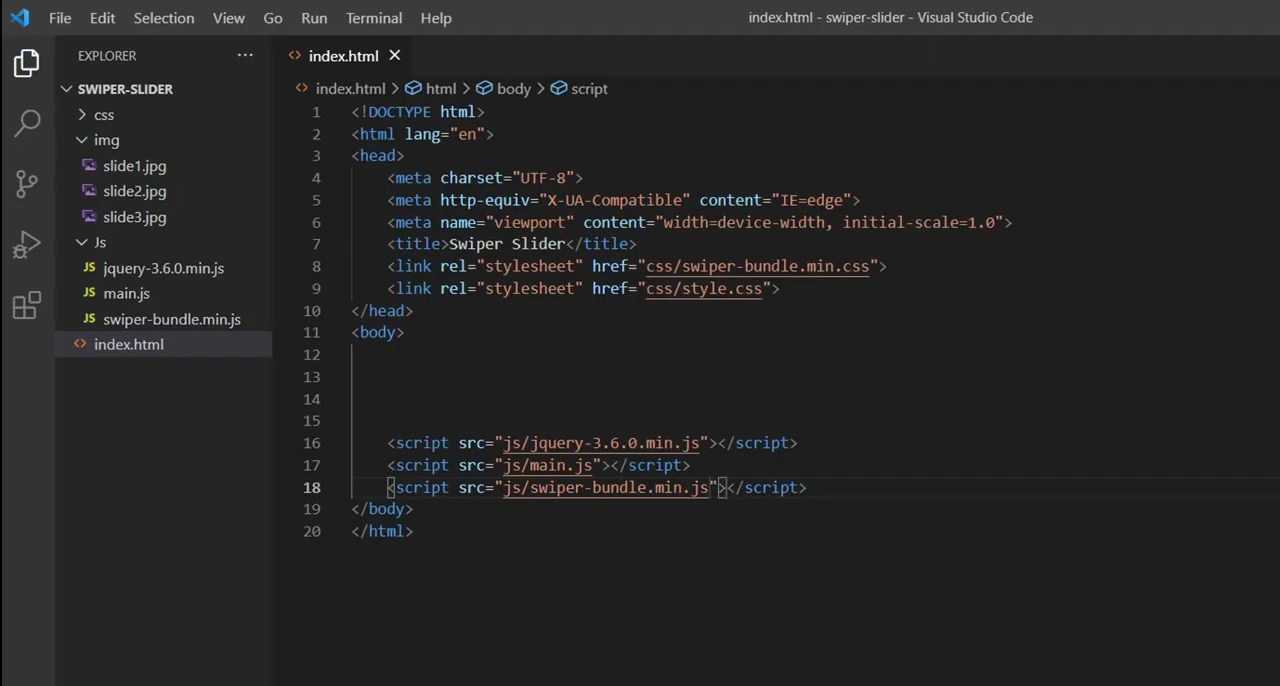 File Edit Selection View Go Run Terminal Help
index.html - swiper-slider - Visual Studio Code
EXPLORER ···
SWIPER-SLIDER
css
img
slide1.jpg
slide2.jpg
slide3.jpg
Js
JS jquery-3.6.0.min.js
JS main.js
JS swiper-bundle.min.js
<> index.html
<> index.html ×
<> index.html > html > body > script
1 <!DOCTYPE html>
2 <html lang="en">
3 <head>
4 <meta charset="UTF-8">
5 <meta http-equiv="X-UA-Compatible" content="IE=edge">
6 <meta name="viewport" content="width=device-width, initial-scale=1.0">
7 <title>Swiper Slider</title>
8 <link rel="stylesheet" href="css/swiper-bundle.min.css">
9 <link rel="stylesheet" href="css/style.css">
10 </head>
11 <body>
12
13
14
15
16 <script src="js/jquery-3.6.0.min.js"></script>
17 <script src="js/main.js"></script>
18 <script src="js/swiper-bundle.min.js"></script>
19 </body>
20 </html>